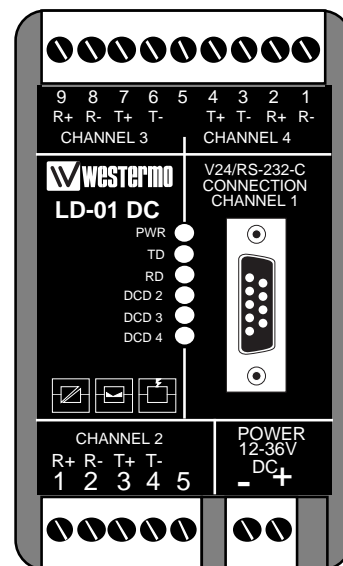 9 8 7 6 5 4 3 2 1
R+ R- T+ T- T+ T- R+ R-
CHANNEL 3 CHANNEL 4
Westermo
LD-01 DC
V24/RS-232-C
CONNECTION
CHANNEL 1
PWR
TD
RD
DCD 2
DCD 3
DCD 4
CHANNEL 2
R+ R- T+ T-
1 2 3 4 5
POWER
12-36V
DC
- +